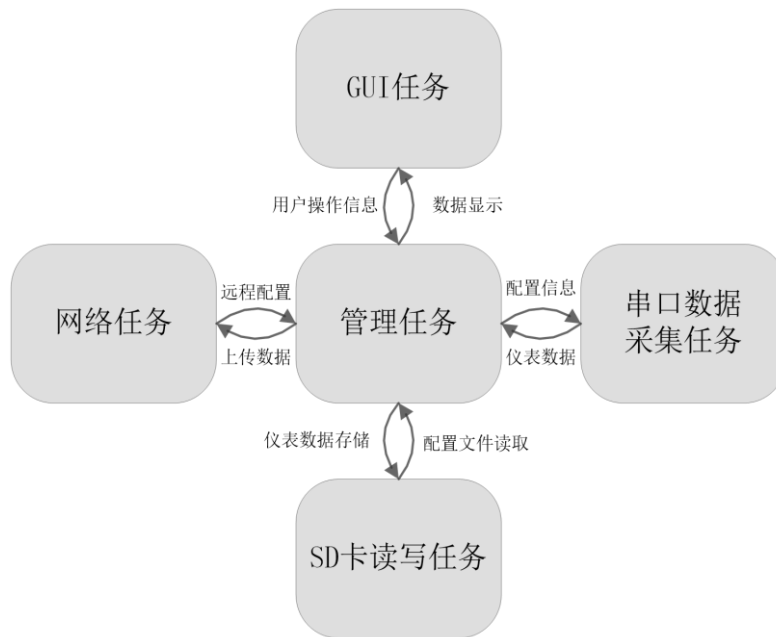 GUI任务
用户操作信息
数据显示
网络任务
远程配置
上传数据
管理任务
配置信息
仪表数据
串口数据
采集任务
仪表数据存储
配置文件读取
SD卡读写任务